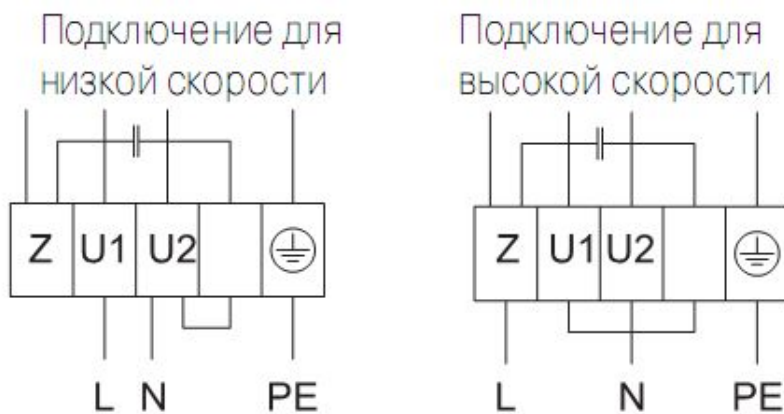 Подключение для
низкой скорости
Z U1 U2
L N PE
Подключение для
высокой скорости
Z U1 U2
L N PE